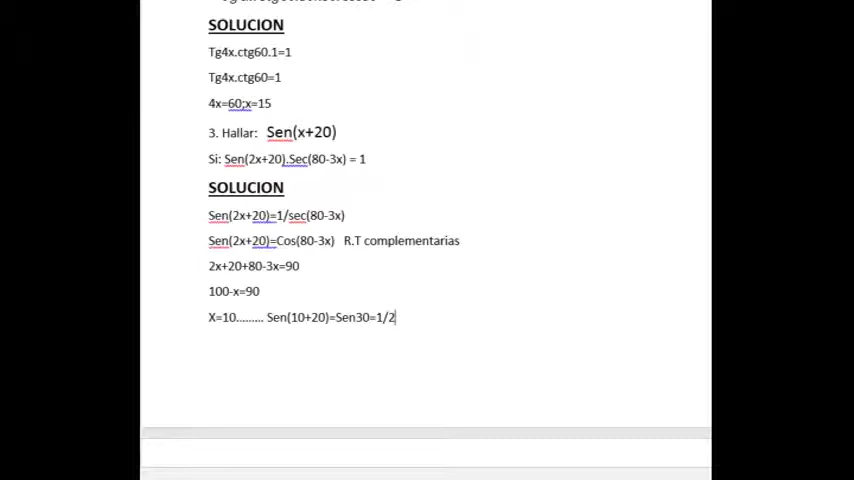 SOLUCION
Tg4x.ctg60.1=1
Tg4x.ctg60=1
4x=60;x=15
3. Hallar: Sen(x+20)
Si: Sen(2x+20).Sec(80-3x) = 1
SOLUCION
Sen(2x+20)=1/sec(80-3x)
Sen(2x+20)=Cos(80-3x) R.T complementarias
2x+20+80-3x=90
100-x=90
X=10......... Sen(10+20)=Sen30=1/2